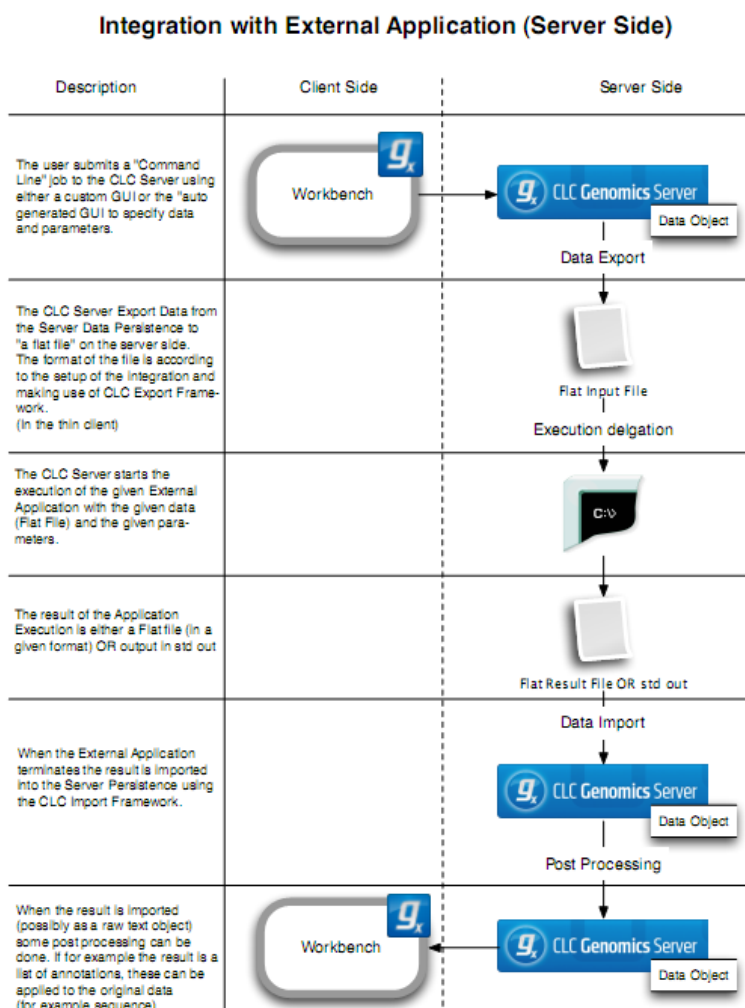 Integration with External Application (Server Side)
Description
Client Side
Server Side
The user submits a "Command
Line" job to the CLC Server using
either a custom GUI or the "auto
generated GUI to specify data
and parameters.
gx
Workbench
gx CLC Genomics Server
Data Object
Data Export
The CLC Server Export Data from
the Server Data Persistence to
"a flat file" on the server side.
The format of the file is according
to the setup of the integration and
making use of CLC Export Frame-
work.
(In the thin client)
Flat Input File
Execution delgation
The CLC Server starts the
execution of the given External
Application with the given data
(Flat File) and the given para-
meters.
C:\>
The result of the Application
Execution is either a Flat file (in a
given format) OR output in std out
Flat Result File OR std out
Data Import
When the External Application
terminates the result is imported
into the Server Persistence using
the CLC Import Framework.
gx CLC Genomics Server
Data Object
Post Processing
When the result is imported
(possibly as a raw text object)
some post processing can be
done. If for example the result is a
list of annotations, these can be
applied to the original data
(for example sequence)
gx
Workbench
gx CLC Genomics Server
Data Object